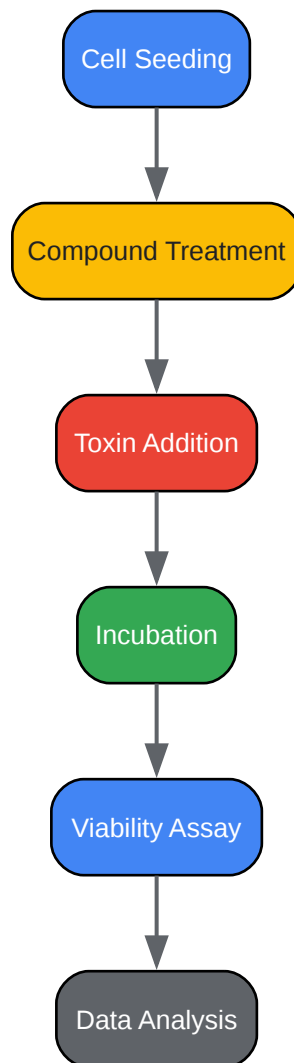 Cell Seeding
Compound Treatment
Toxin Addition
Incubation
Viability Assay
Data Analysis